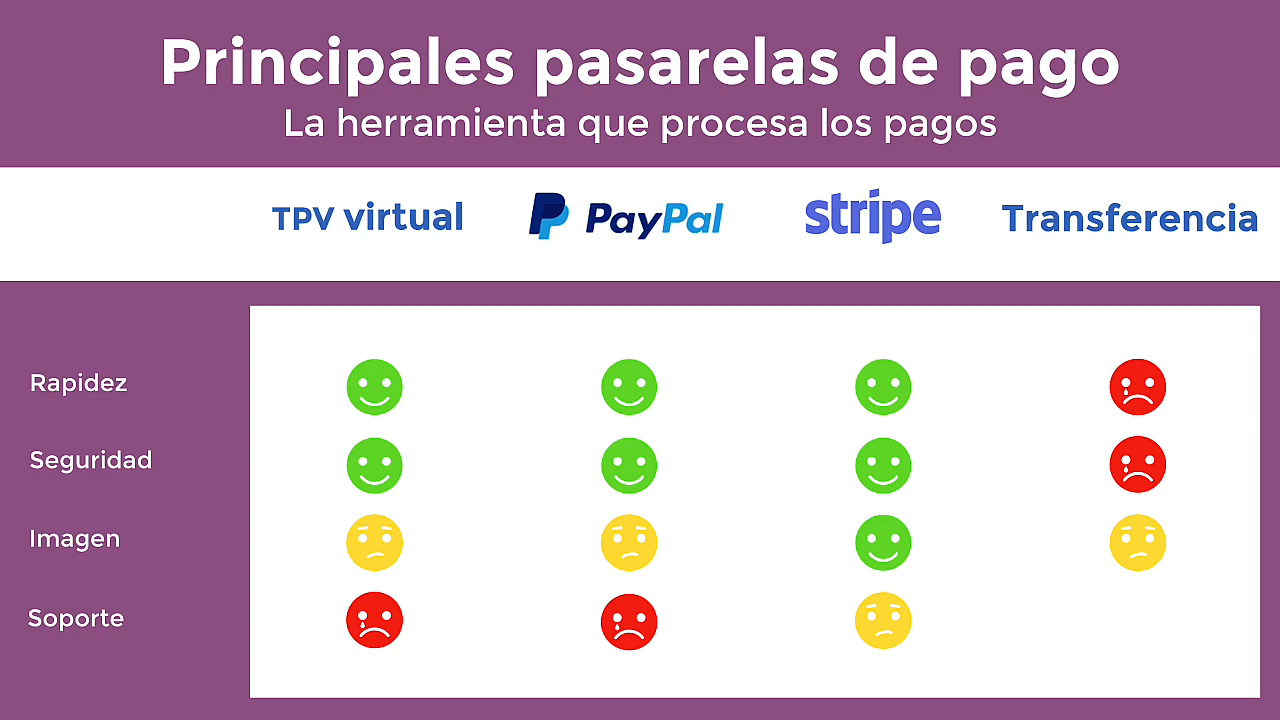 Principales pasarelas de pago
La herramienta que procesa los pagos
TPV virtual PayPal stripe Transferencia
Rapidez
Seguridad
Imagen
Soporte